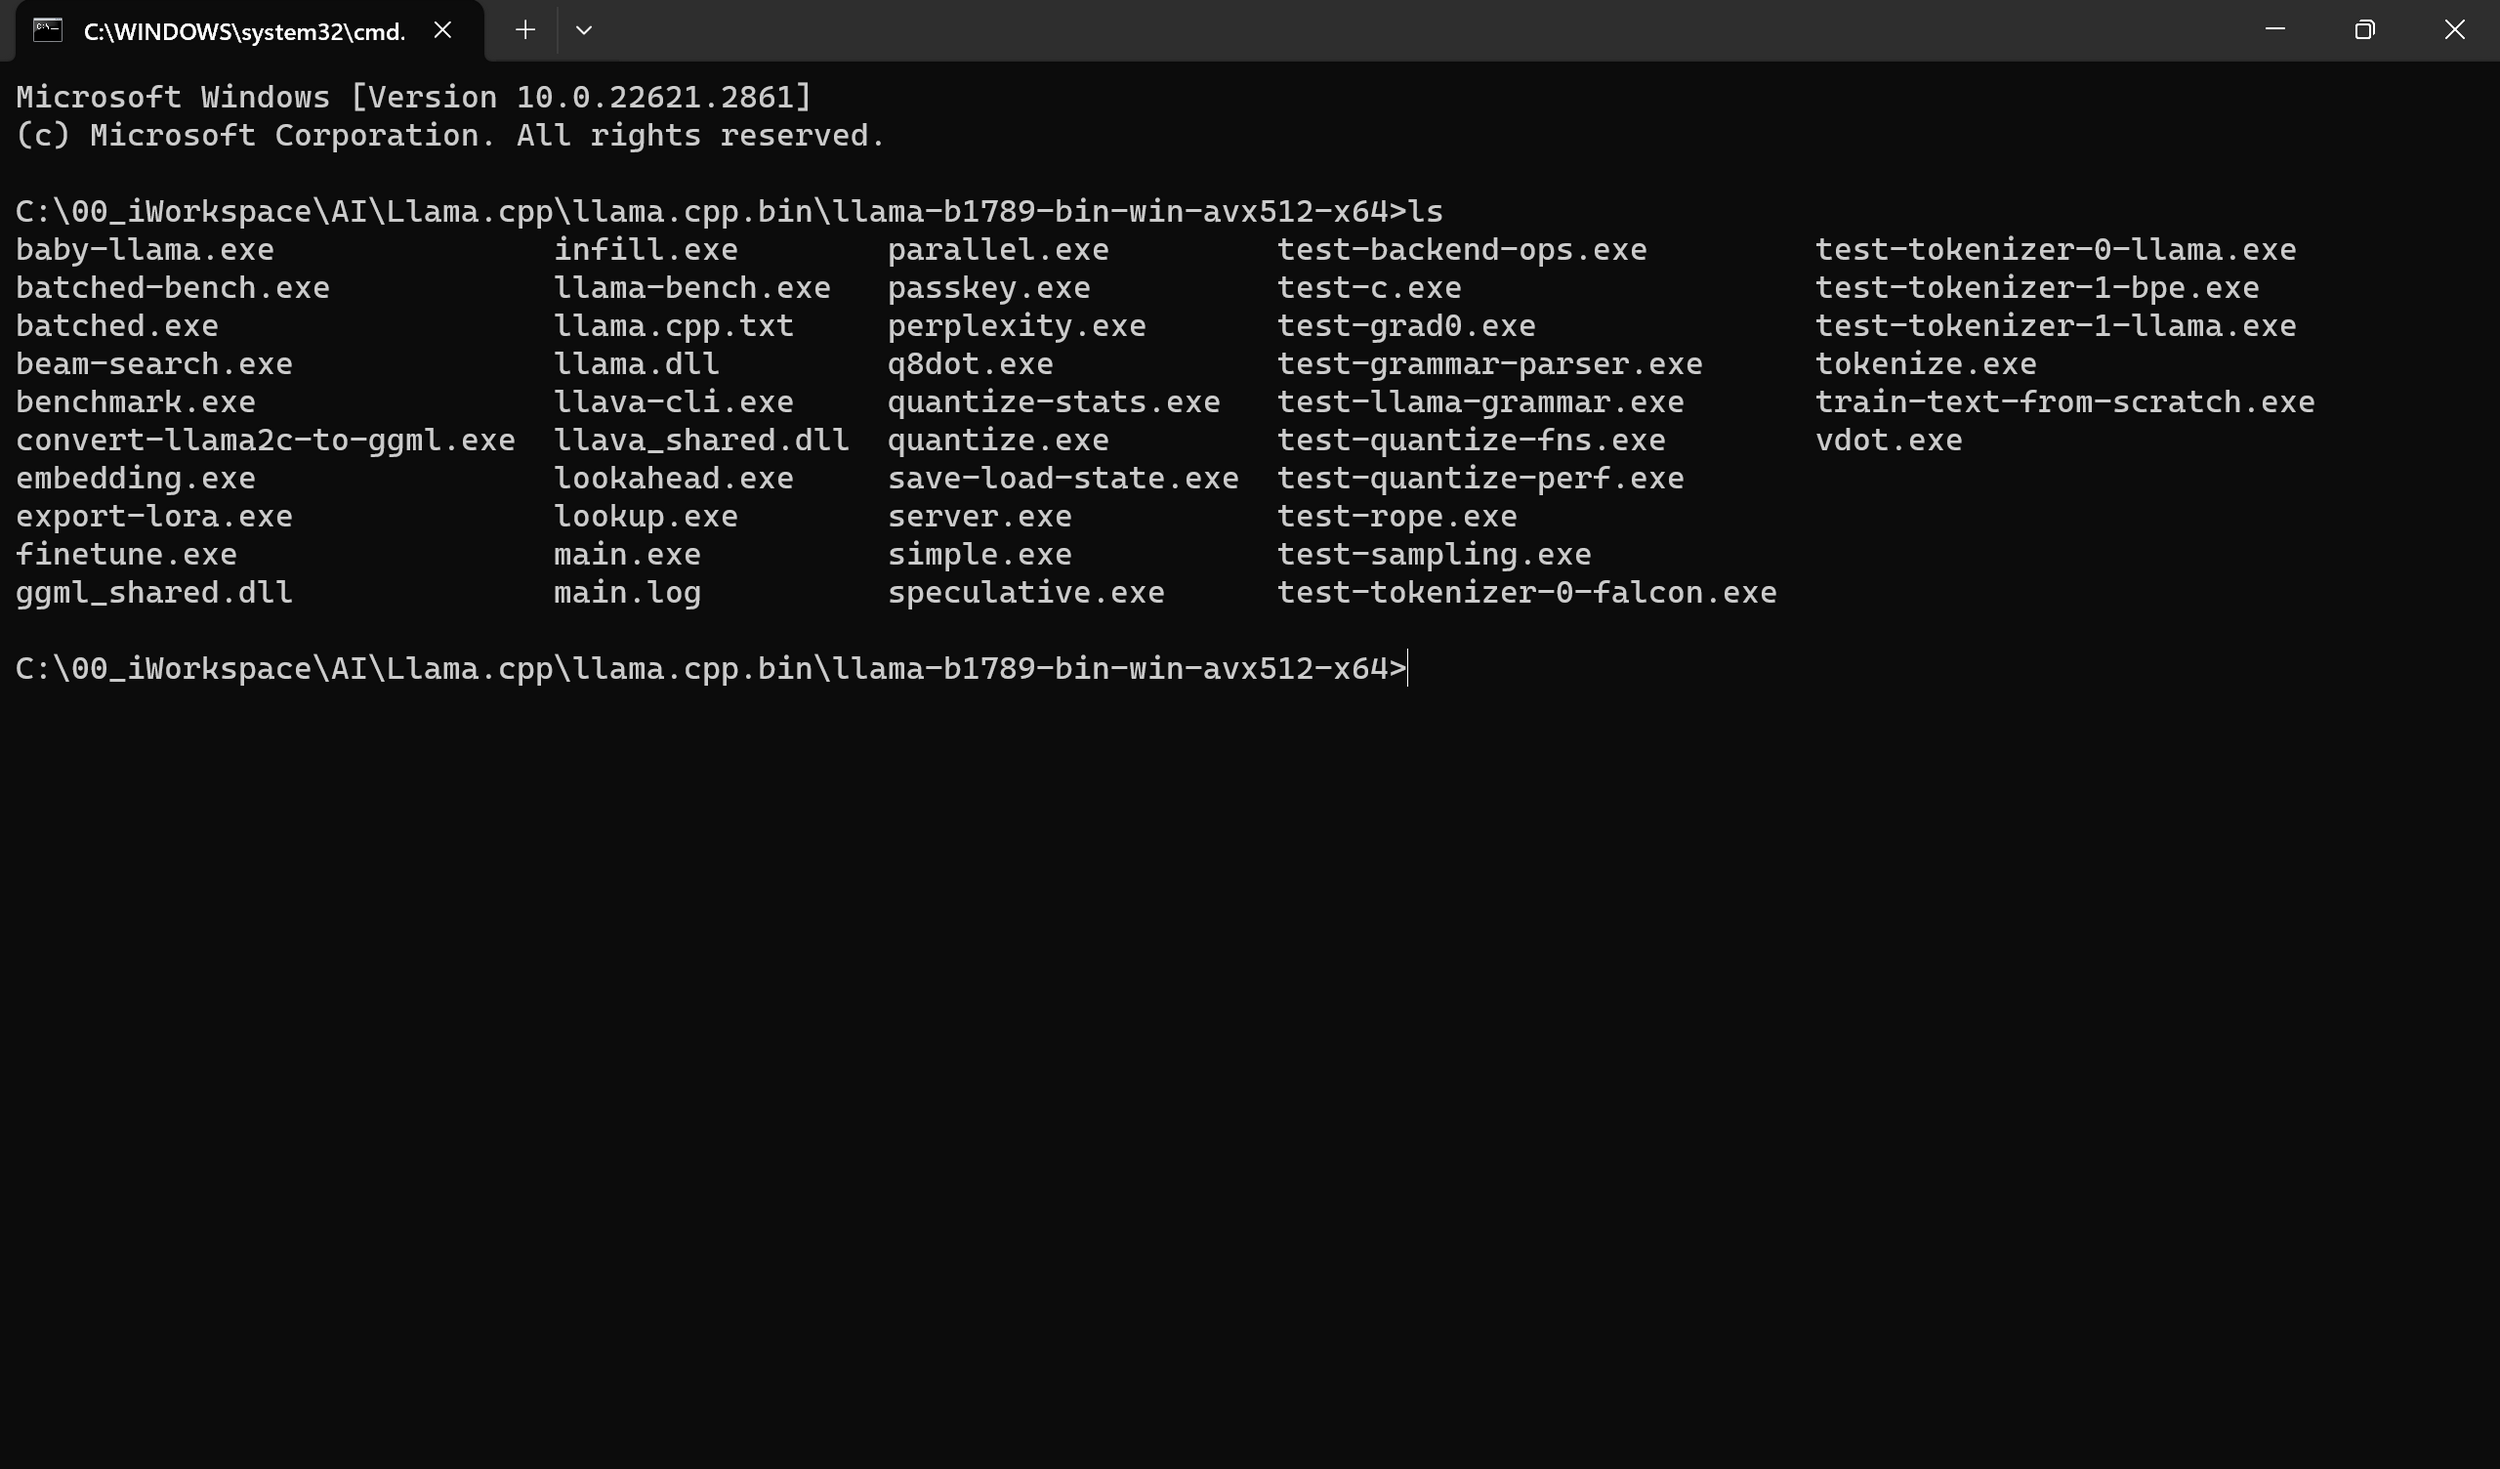 C:\WINDOWS\system32\cmd.
Microsoft Windows [Version 10.0.22621.2861]
(c) Microsoft Corporation. All rights reserved.
C:\00_iWorkspace\AI\Llama.cpp\llama.cpp.bin\llama-b1789-bin-win-avx512-x64>ls
baby-llama.exe infill.exe parallel.exe test-backend-ops.exe test-tokenizer-0-llama.exe
batched-bench.exe llama-bench.exe passkey.exe test-c.exe test-tokenizer-1-bpe.exe
batched.exe llama.cpp.txt perplexity.exe test-grad0.exe test-tokenizer-1-llama.exe
beam-search.exe llama.dll q8dot.exe test-grammar-parser.exe tokenize.exe
benchmark.exe llava-cli.exe quantize-stats.exe test-llama-grammar.exe train-text-from-scratch.exe
convert-llama2c-to-ggml.exe llava_shared.dll quantize.exe test-quantize-fns.exe vdot.exe
embedding.exe lookahead.exe save-load-state.exe test-quantize-perf.exe
export-lora.exe lookup.exe server.exe test-rope.exe
finetune.exe main.exe simple.exe test-sampling.exe
ggml_shared.dll main.log speculative.exe test-tokenizer-0-falcon.exe
C:\00_iWorkspace\AI\Llama.cpp\llama.cpp.bin\llama-b1789-bin-win-avx512-x64>